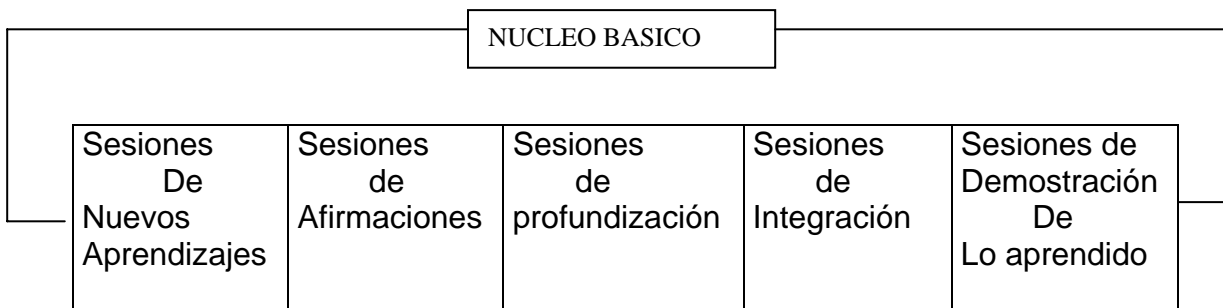 NUCLEO BASICO
Sesiones
De
Nuevos
Aprendizajes
Sesiones
de
Afirmaciones
Sesiones
de
profundización
Sesiones
de
Integración
Sesiones de
Demostración
De
Lo aprendido